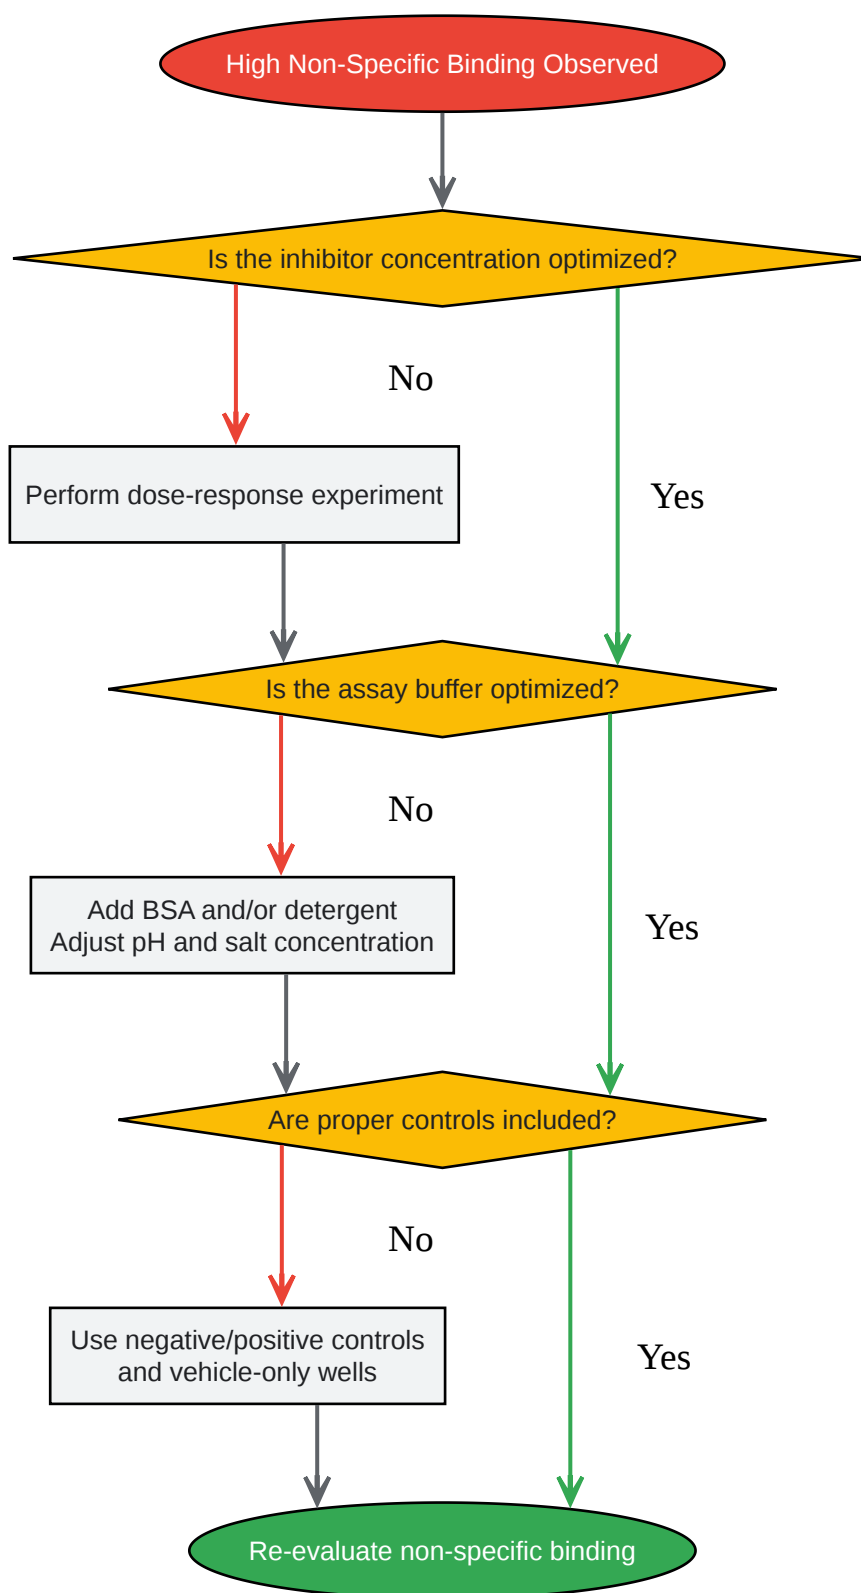 High Non-Specific Binding Observed
Is the inhibitor concentration optimized?
No
Perform dose-response experiment
Yes
Is the assay buffer optimized?
No
Add BSA and/or detergent
Adjust pH and salt concentration
Yes
Are proper controls included?
No
Use negative/positive controls
and vehicle-only wells
Yes
Re-evaluate non-specific binding